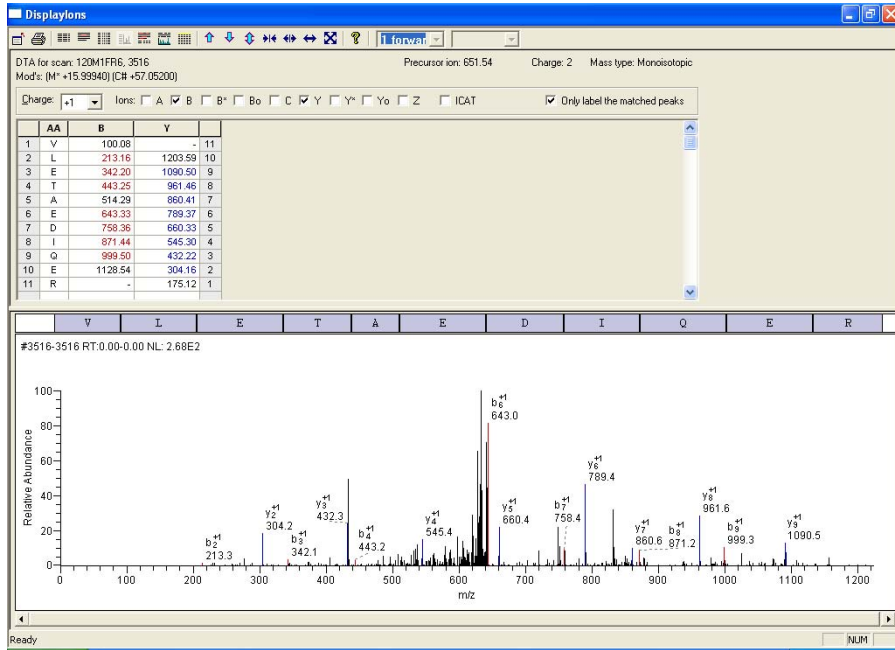 DisplayIons
1 forwar
DTA for scan: 120M1FR6, 3516 Precursor ion: 651.54 Charge: 2 Mass type: Monoisotopic
Mod's: (M* +15.99940) (C# +57.05200)
Charge: +1 Ions: A B B* Bo C Y Y* Yo Z ICAT Only label the matched peaks
AA B Y
1 V 100.08 - 11
2 L 213.16 1203.59 10
3 E 342.20 1090.50 9
4 T 443.25 961.46 8
5 A 514.29 860.41 7
6 E 643.33 789.37 6
7 D 758.36 660.33 5
8 I 871.44 545.30 4
9 Q 999.50 432.22 3
10 E 1128.54 304.16 2
11 R - 175.12 1
V L E T A E D I Q E R
#3516-3516 RT:0.00-0.00 NL: 2.68E2
Relative Abundance
100
80
60
40
20
0
b2+1
213.3
y2+1
304.2
b3+1
342.1
y3+1
432.3
b4+1
443.2
y4+1
545.4
b6+1
643.0
y5+1
660.4
b7+1
758.4
y6+1
789.4
y7+1
860.6
b8+1
871.2
y8+1
961.6
b9+1
999.3
y9+1
1090.5
0 100 200 300 400 500 600 700 800 900 1000 1100 1200
m/z
Ready NUM